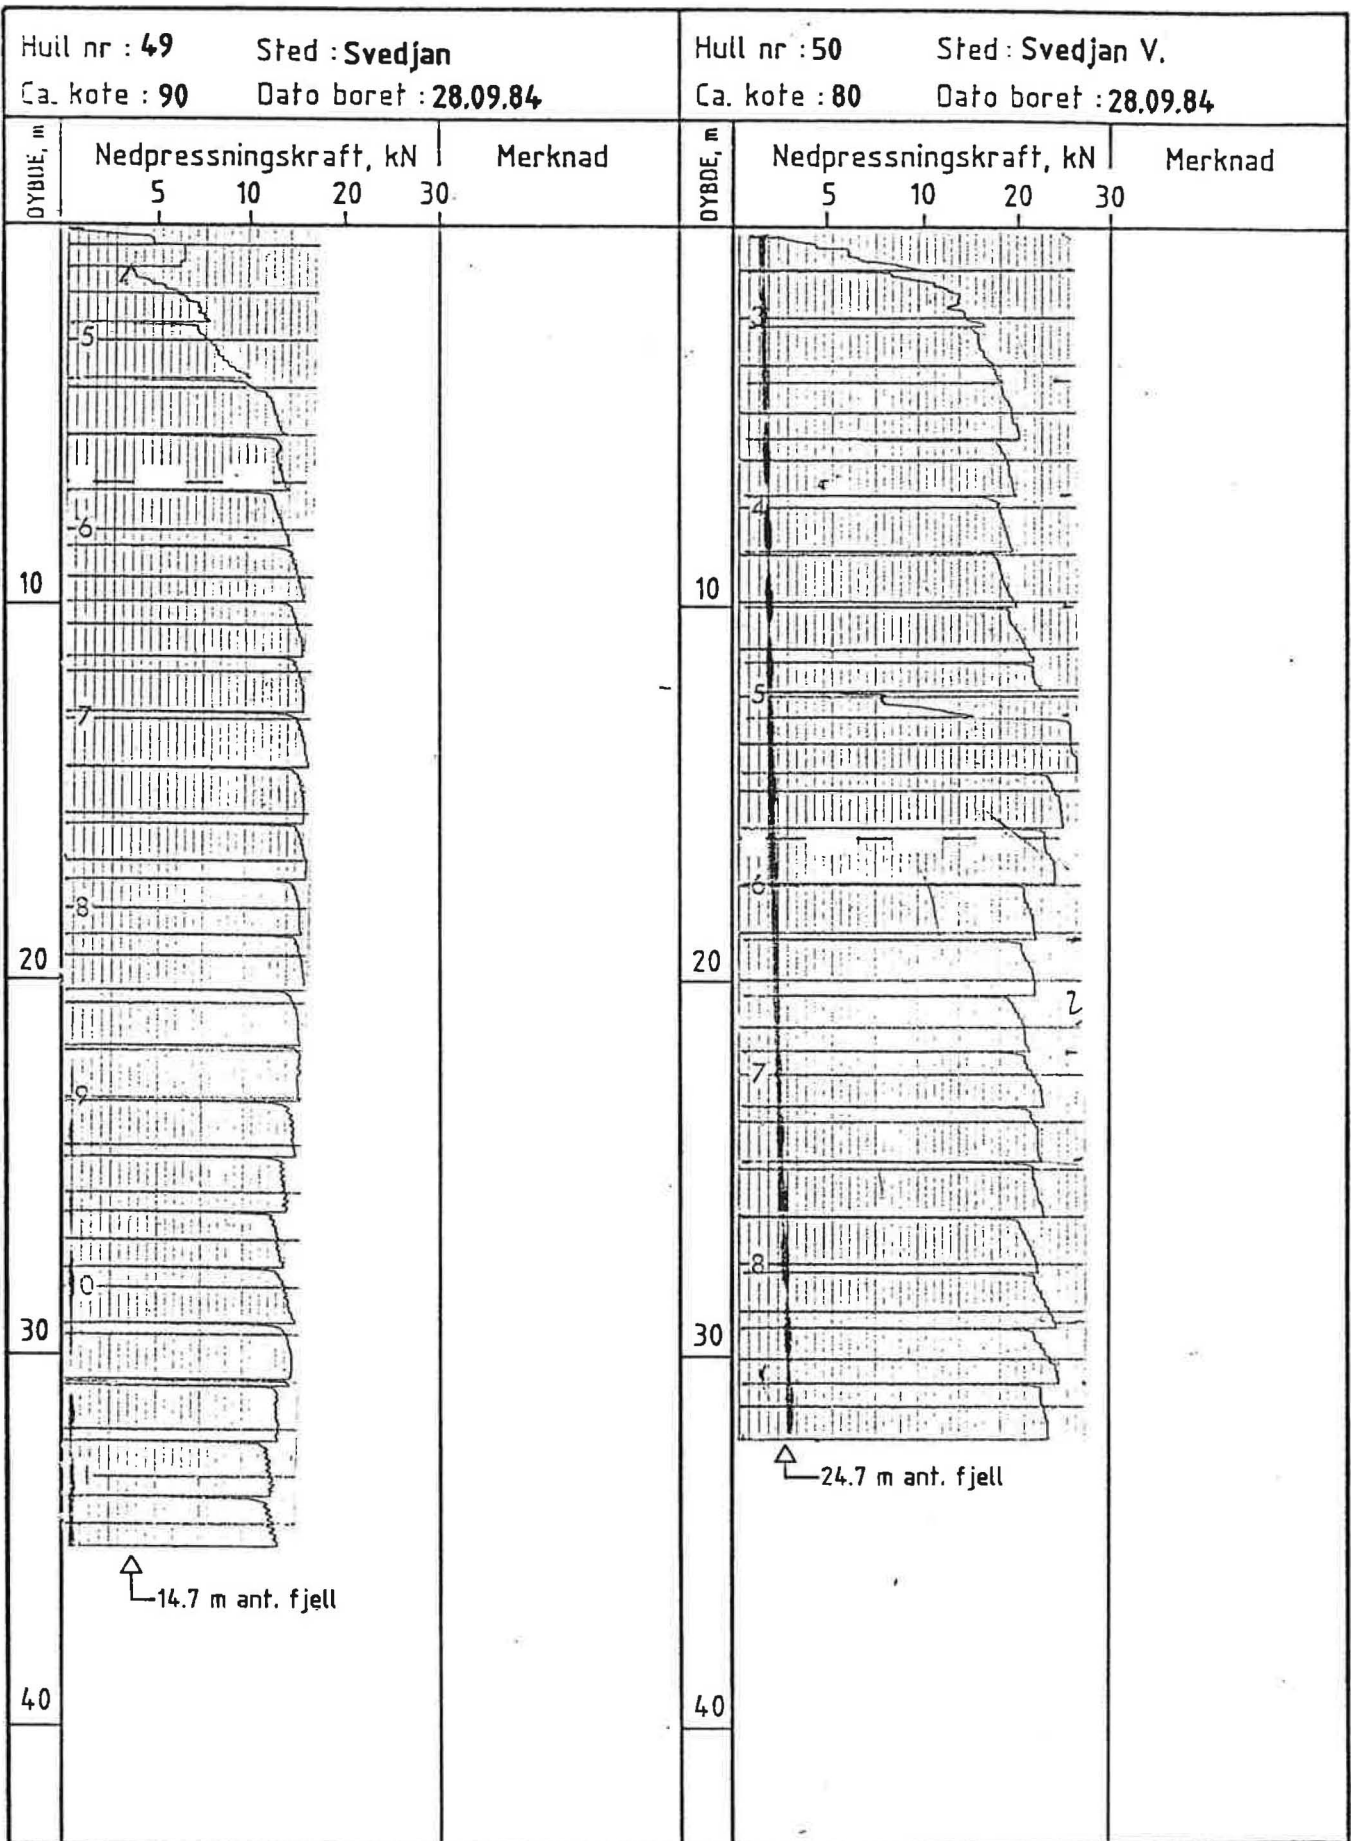 Hull nr : 49 Sted : Svedjan
Ca. kote : 90 Dato boret : 28.09.84
DYBDE, m
Nedpressningskraft, kN Merknad
5 10 20 30
5
6
10
7
8
20
9
0
30
1
14.7 m ant. fjell
40
Hull nr : 50 Sted : Svedjan V.
Ca. kote : 80 Dato boret : 28.09.84
DYBDE, m
Nedpressningskraft, kN Merknad
5 10 20 30
3
4
10
5
6
20
7
8
30
24.7 m ant. fjell
40